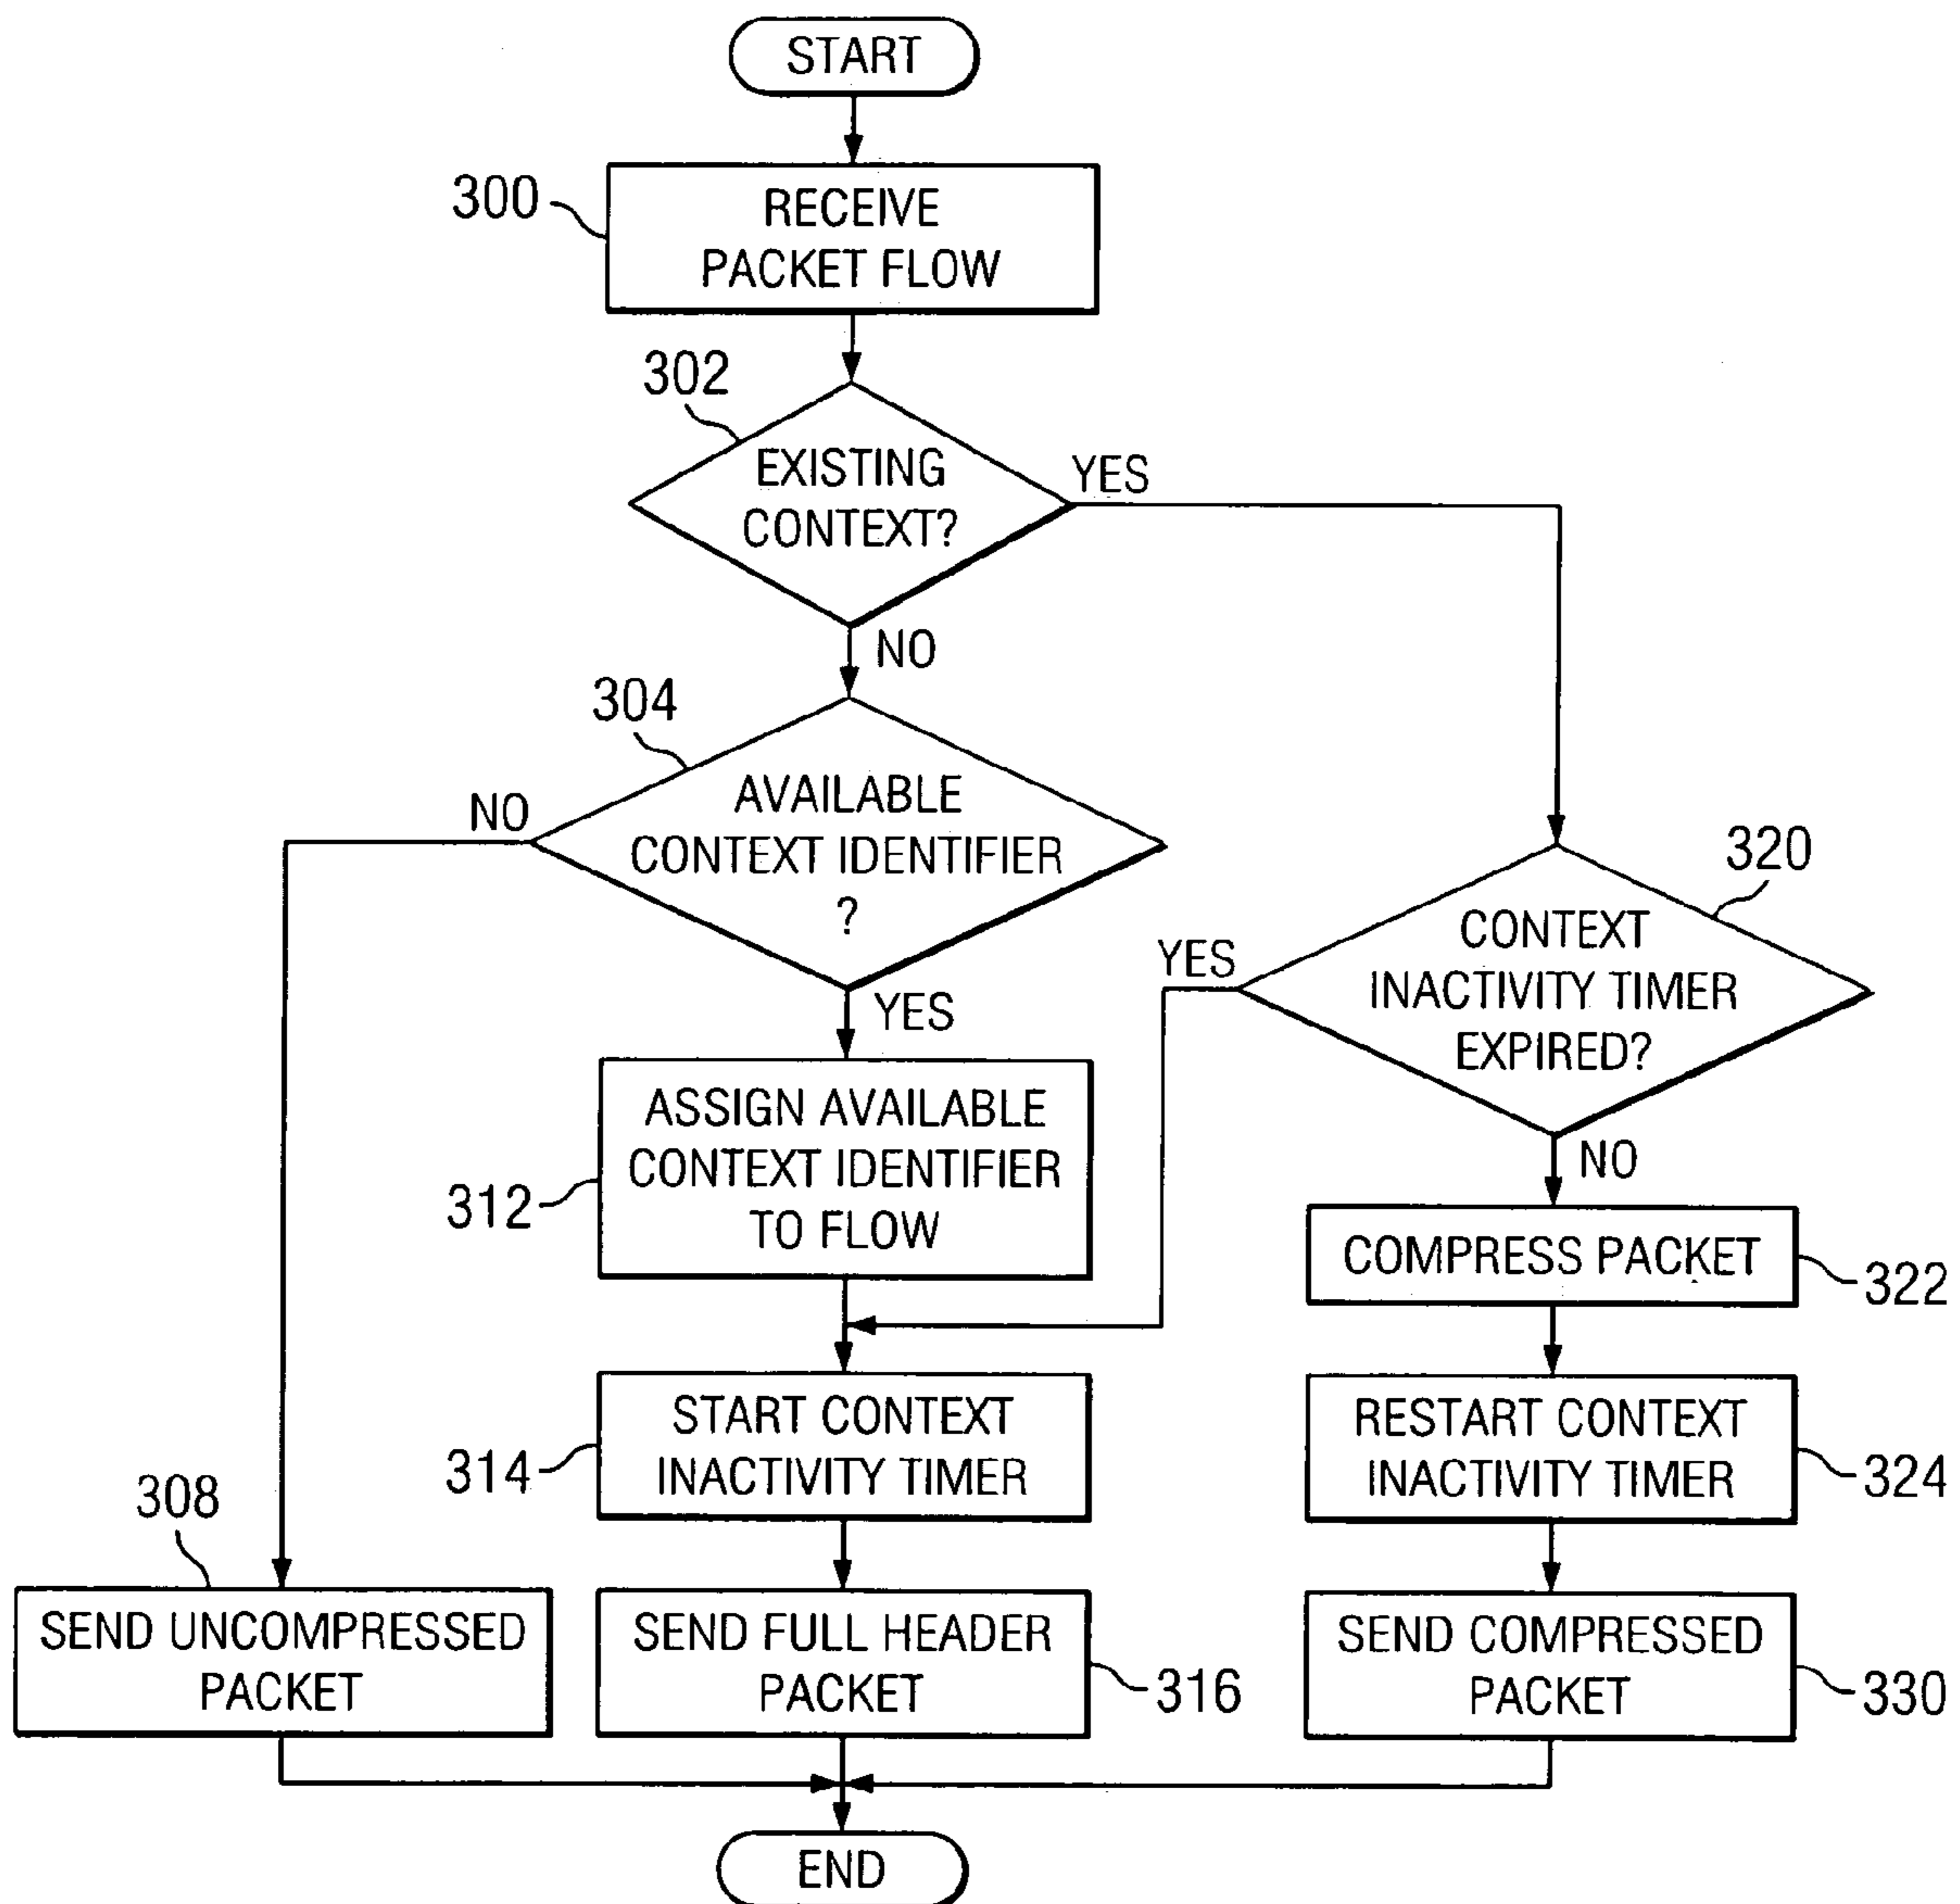 START
300
RECEIVE
PACKET FLOW
302
EXISTING
CONTEXT?
YES
NO
304
AVAILABLE
CONTEXT IDENTIFIER
?
NO
YES
320
CONTEXT
INACTIVITY TIMER
EXPIRED?
YES
NO
312
ASSIGN AVAILABLE
CONTEXT IDENTIFIER
TO FLOW
COMPRESS PACKET
322
314
START CONTEXT
INACTIVITY TIMER
RESTART CONTEXT
INACTIVITY TIMER
324
308
SEND UNCOMPRESSED
PACKET
SEND FULL HEADER
PACKET
316
SEND COMPRESSED
PACKET
330
END